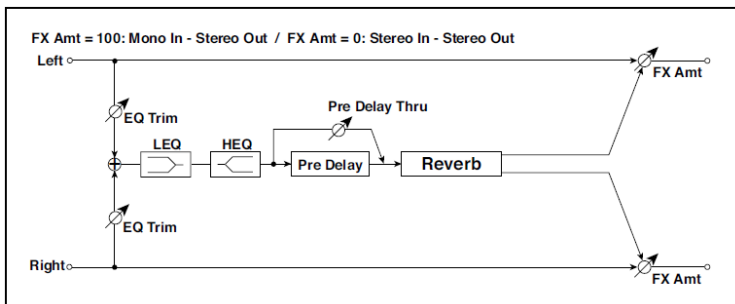 FX Amt = 100: Mono In - Stereo Out / FX Amt = 0: Stereo In - Stereo Out
Left
FX Amt
Pre Delay Thru
EQ Trim
LEQ
HEQ
Pre Delay
Reverb
EQ Trim
Right
FX Amt